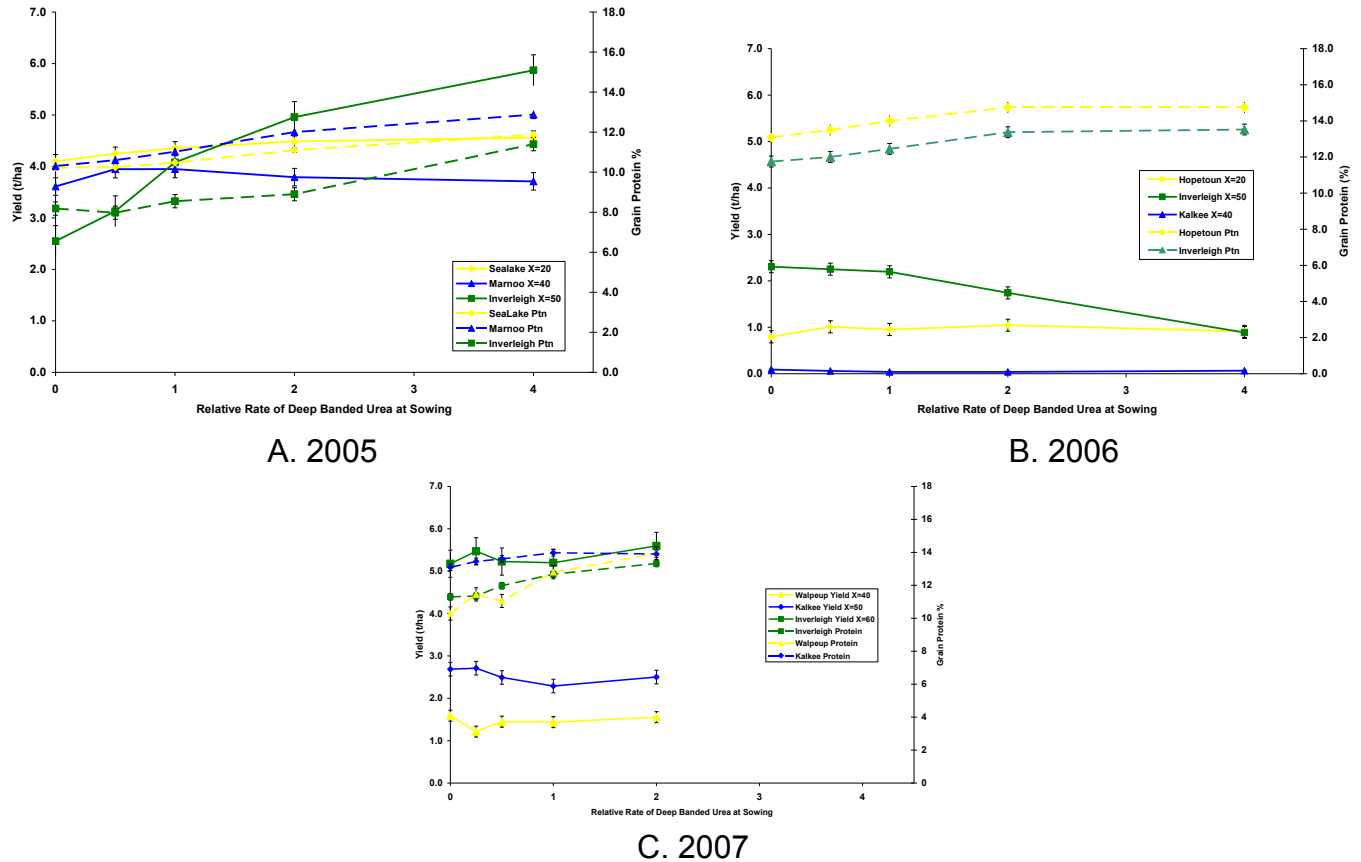 7.0
6.0
5.0
4.0
3.0
2.0
1.0
0.0
Yield (t/ha)
18.0
16.0
14.0
12.0
10.0
8.0
6.0
4.0
2.0
0.0
Grain Protein %
Sealake X=20
Marnoo X=40
Inverleigh X=50
SeaLake Ptn
Marnoo Ptn
Inverleigh Ptn
0 1 2 3 4
Relative Rate of Deep Banded Urea at Sowing
A. 2005
7.0
6.0
5.0
4.0
3.0
2.0
1.0
0.0
Yield (t/ha)
18.0
16.0
14.0
12.0
10.0
8.0
6.0
4.0
2.0
0.0
Grain Protein (%)
Hopetoun X=20
Inverleigh X=50
Kalkee X=40
Hopetoun Ptn
Inverleigh Ptn
0 1 2 3 4
Relative Rate of Deep Banded Urea at Sowing
B. 2006
7.0
6.0
5.0
4.0
3.0
2.0
1.0
0.0
Yield (t/ha)
18
16
14
12
10
8
6
4
2
0
Grain Protein %
Walpeup Yield X=40
Kalkee Yield X=50
Inverleigh Yield X=60
Inverleigh Protein
Walpeup Protein
Kalkee Protein
0 1 2 3 4
Relative Rate of Deep Banded Urea at Sowing
C. 2007